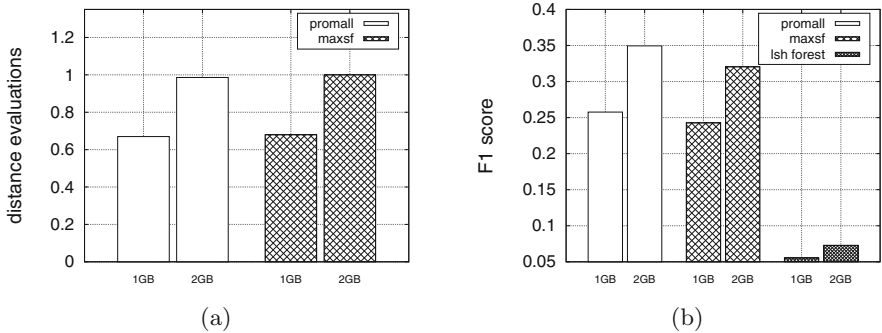 distance evaluations
1.2
1
0.8
0.6
0.4
0.2
0
promall
maxsf
1GB 2GB 1GB 2GB
(a)
F1 score
0.4
0.35
0.3
0.25
0.2
0.15
0.1
0.05
promall
maxsf
lsh forest
1GB 2GB 1GB 2GB 1GB 2GB
(b)